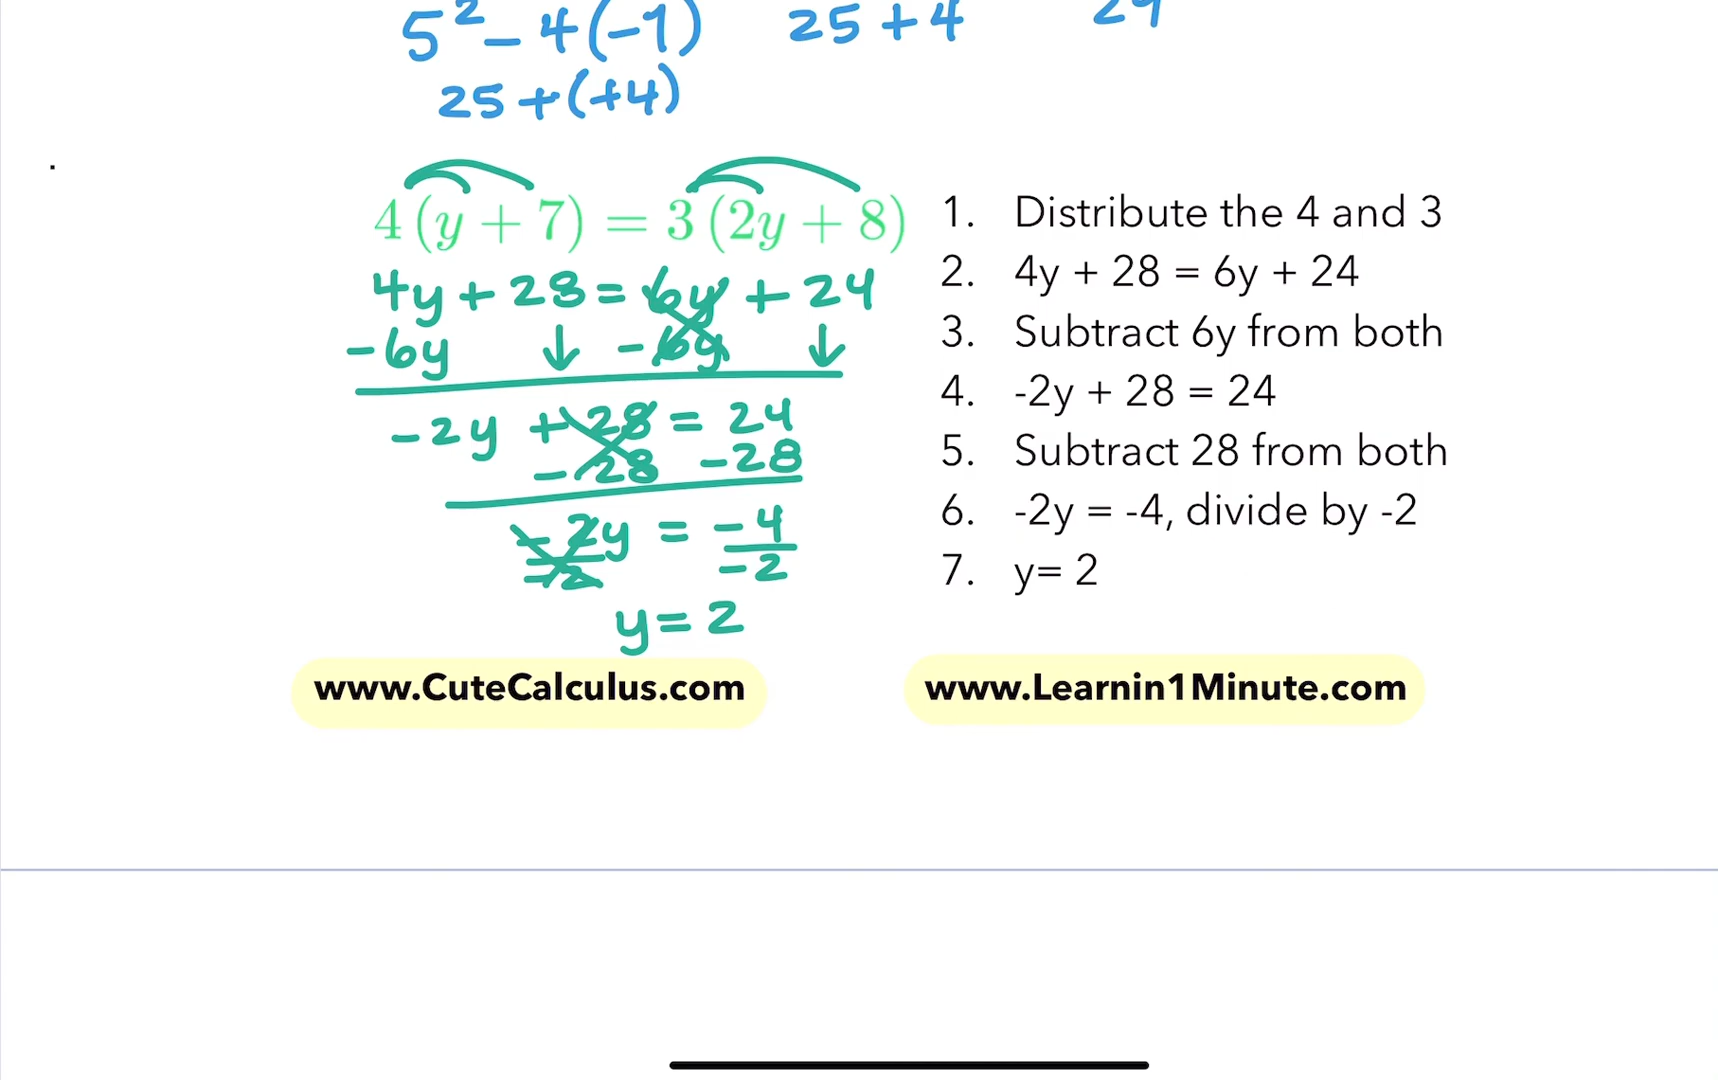 5² - 4(-1) 25 + 4 29
25 + (+4)
4(y + 7) = 3(2y + 8)
4y + 28 = 6y + 24
-6y ↓ -6y ↓
-2y + 28 = 24
-28 -28
-2y = -4
-2 -2
y = 2
1. Distribute the 4 and 3
2. 4y + 28 = 6y + 24
3. Subtract 6y from both
4. -2y + 28 = 24
5. Subtract 28 from both
6. -2y = -4, divide by -2
7. y= 2
www.CuteCalculus.com
www.Learnin1Minute.com